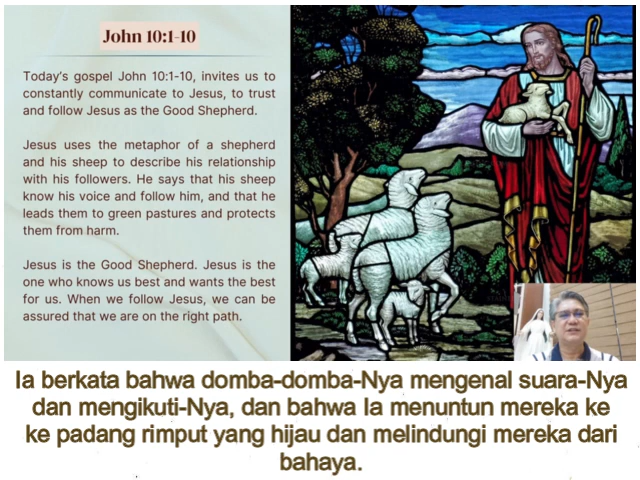 John 10:1-10
Today's gospel John 10:1-10, invites us to
constantly communicate to Jesus, to trust
and follow Jesus as the Good Shepherd.
Jesus uses the metaphor of a shepherd
and his sheep to describe his relationship
with his followers. He says that his sheep
know his voice and follow him, and that he
leads them to green pastures and protects
them from harm.
Jesus is the Good Shepherd. Jesus is the
one who knows us best and wants the best
for us. When we follow Jesus, we can be
assured that we are on the right path.
Ia berkata bahwa domba-domba-Nya mengenal suara-Nya
dan mengikuti-Nya, dan bahwa Ia menuntun mereka ke
ke padang rimput yang hijau dan melindungi mereka dari
bahaya.